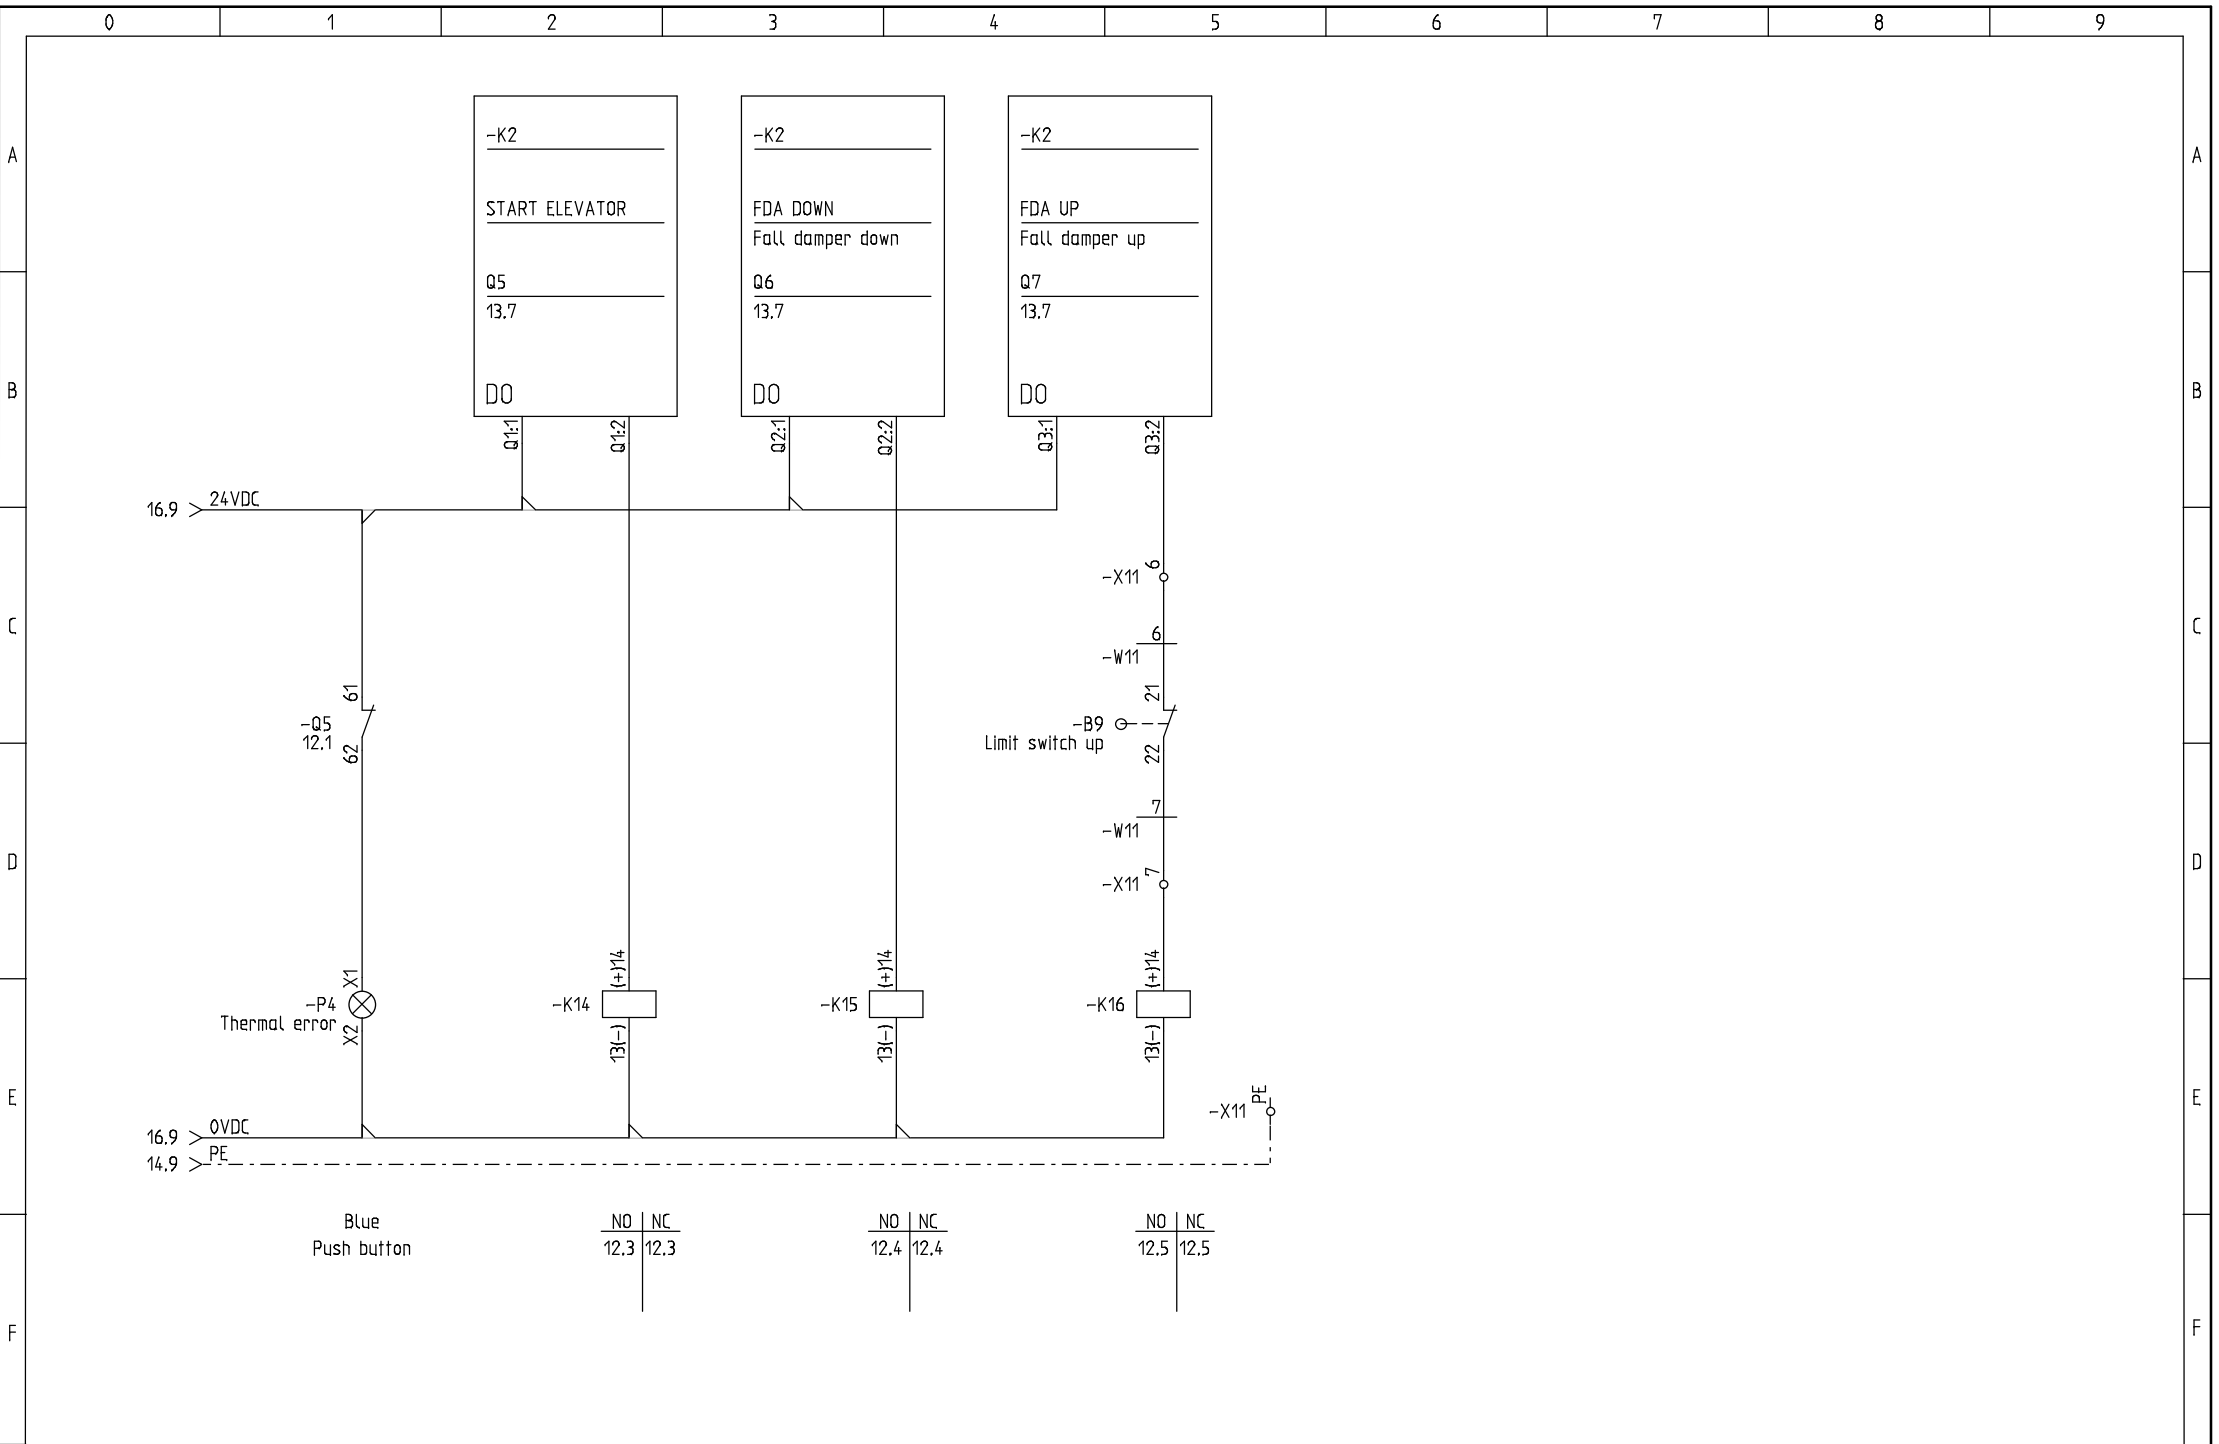 0 1 2 3 4 5 6 7 8 9
A A
-K2 -K2 -K2
START ELEVATOR FDA DOWN FDA UP
Fall damper down Fall damper up
Q5 Q6 Q7
13.7 13.7 13.7
B B
DO DO DO
Q1:1 Q1:2 Q2:1 Q2:2 Q3:1 Q3:2
24VDC
16.9
6
-X11
C C
6
-W11
61 21
-Q5 -B9
12.1 Limit switch up
62 22
7
-W11
D D
7
-X11
X1 (+)14 (+)14 (+)14
-P4 -K14 -K15 -K16
Thermal error
X2 13(-) 13(-) 13(-)
E E
PE
-X11
0VDC
16.9
PE
14.9
Blue NO NC NO NC NO NC
Push button 12.3 12.3 12.4 12.4 12.5 12.5
F F